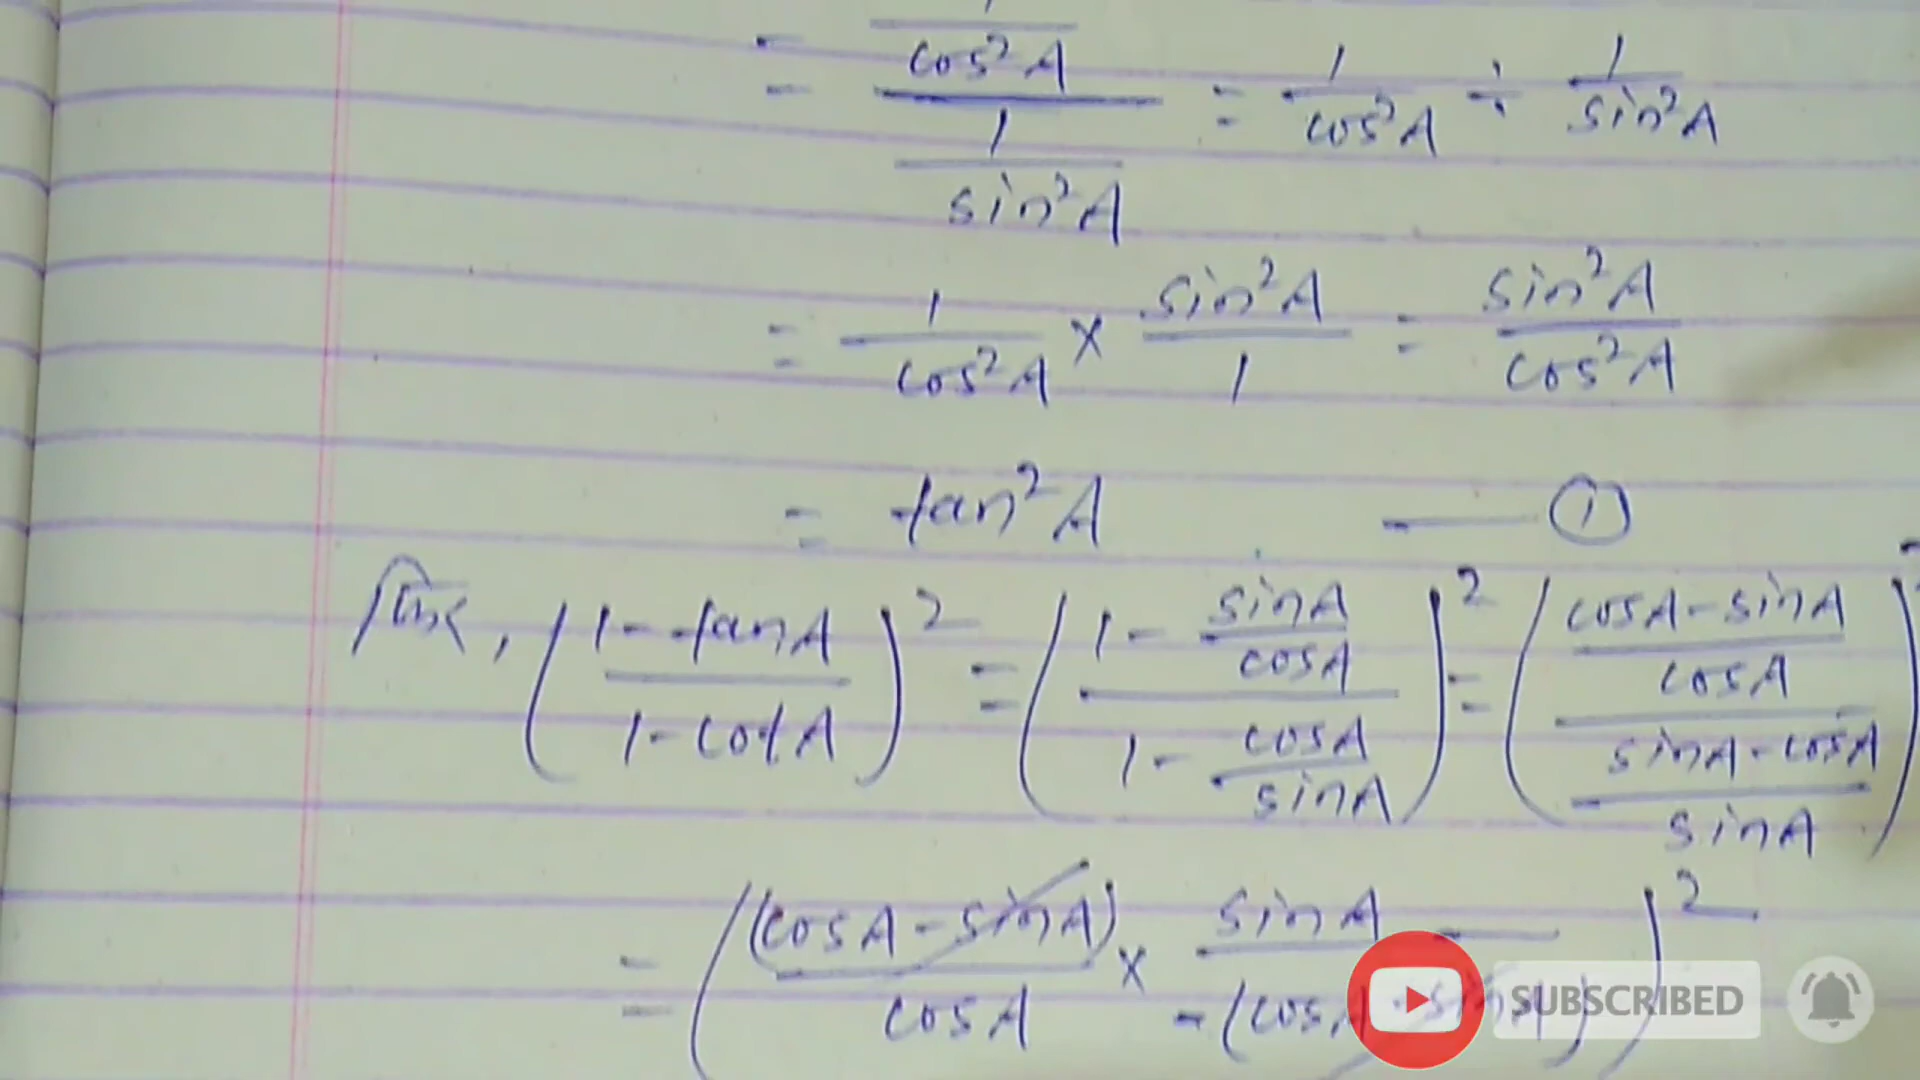 = 1/cos²A / 1/sin²A = 1/cos²A ÷ 1/sin²A
= 1/cos²A × sin²A/1 = sin²A/cos²A
= tan²A —— ①
फिर, (1 - tanA / 1 - cotA)² = (1 - sinA/cosA / 1 - cosA/sinA)² = (cosA - sinA/cosA / sinA - cosA/sinA)²
= ((cosA - sinA)/cosA × sinA/-(cosA - sinA))²
SUBSCRIBED